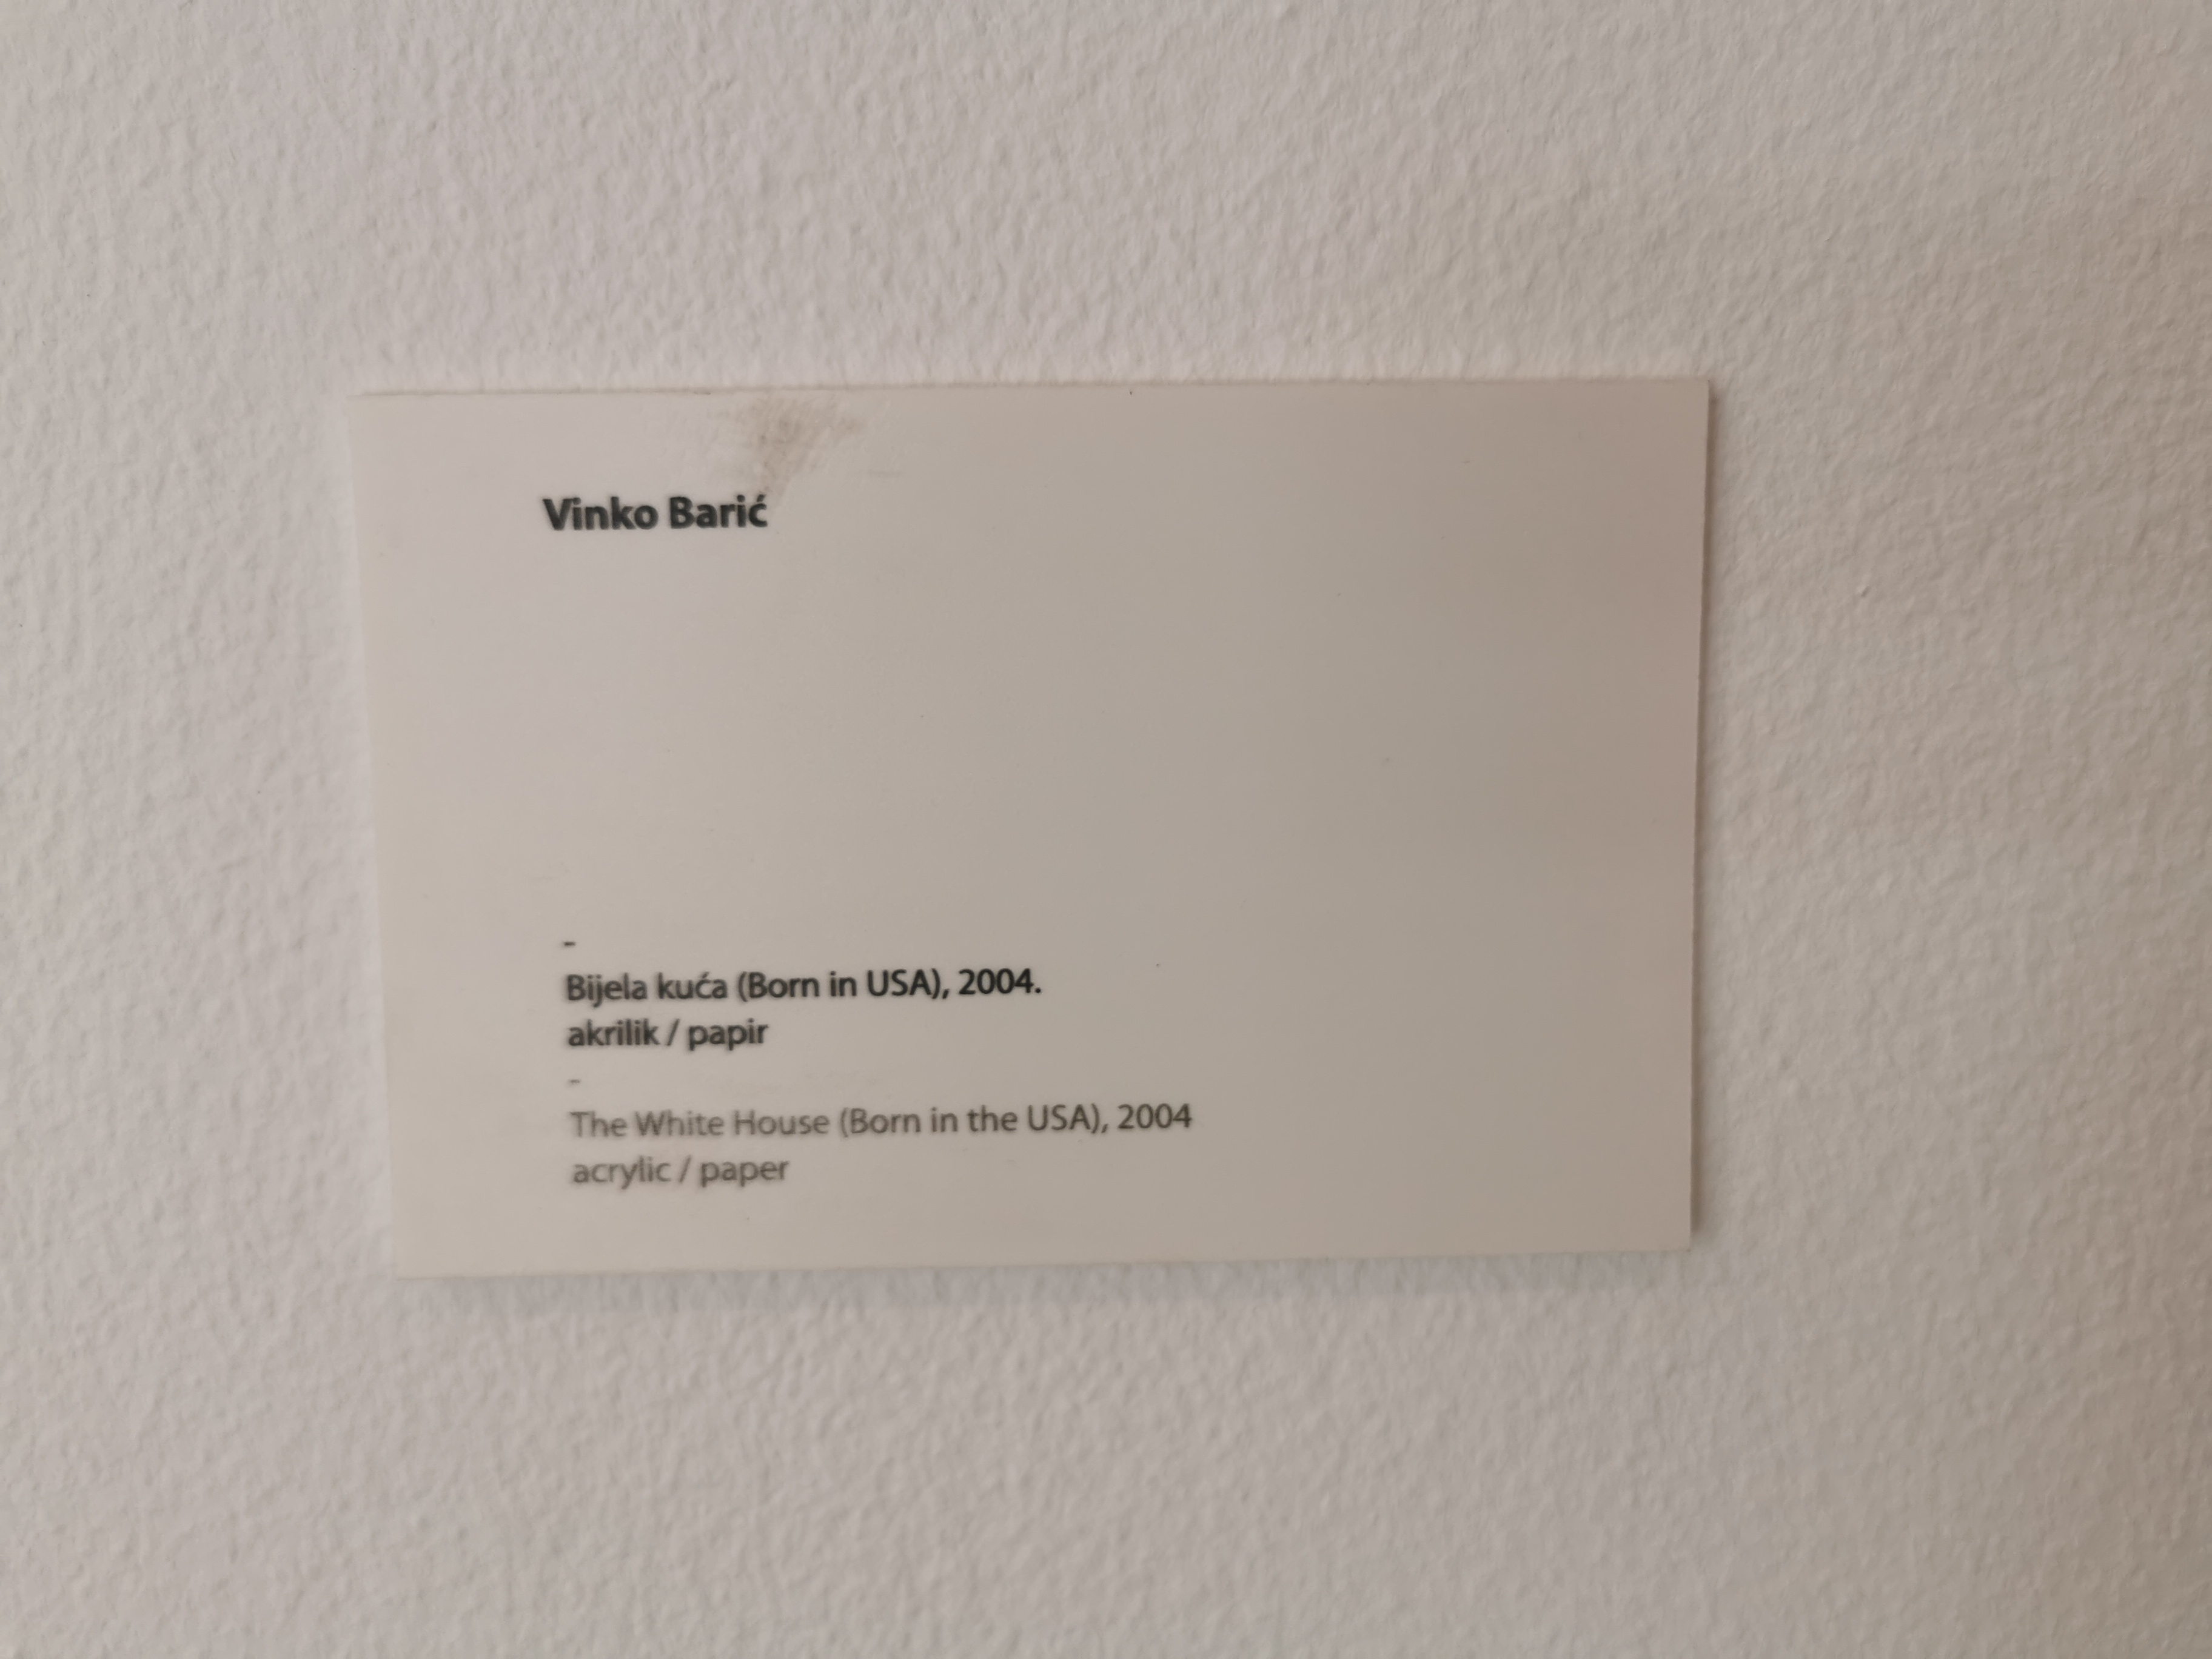 Vinko Barić
-
Bijela kuća (Born in USA), 2004.
akrilik / papir
-
The White House (Born in the USA), 2004
acrylic / paper